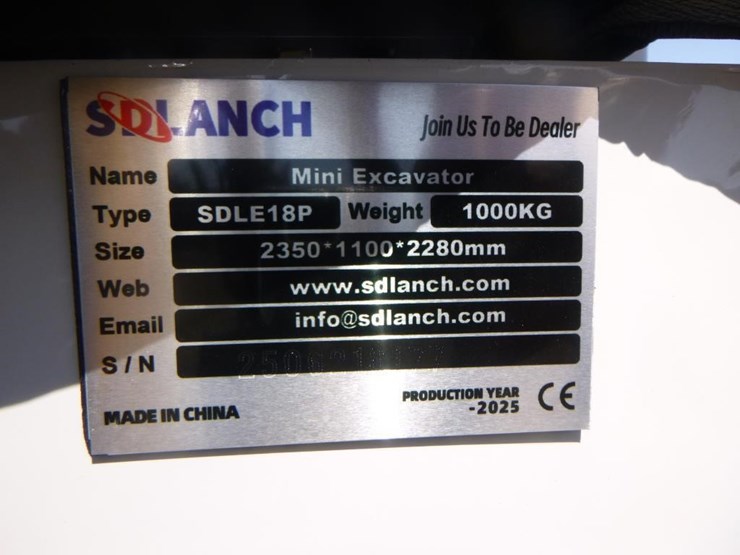 SDLANCH Join Us To Be Dealer
Name Mini Excavator
Type SDLE18P Weight 1000KG
Size 2350*1100*2280mm
Web www.sdlanch.com
Email info@sdlanch.com
S/N
MADE IN CHINA PRODUCTION YEAR
-2025 CE